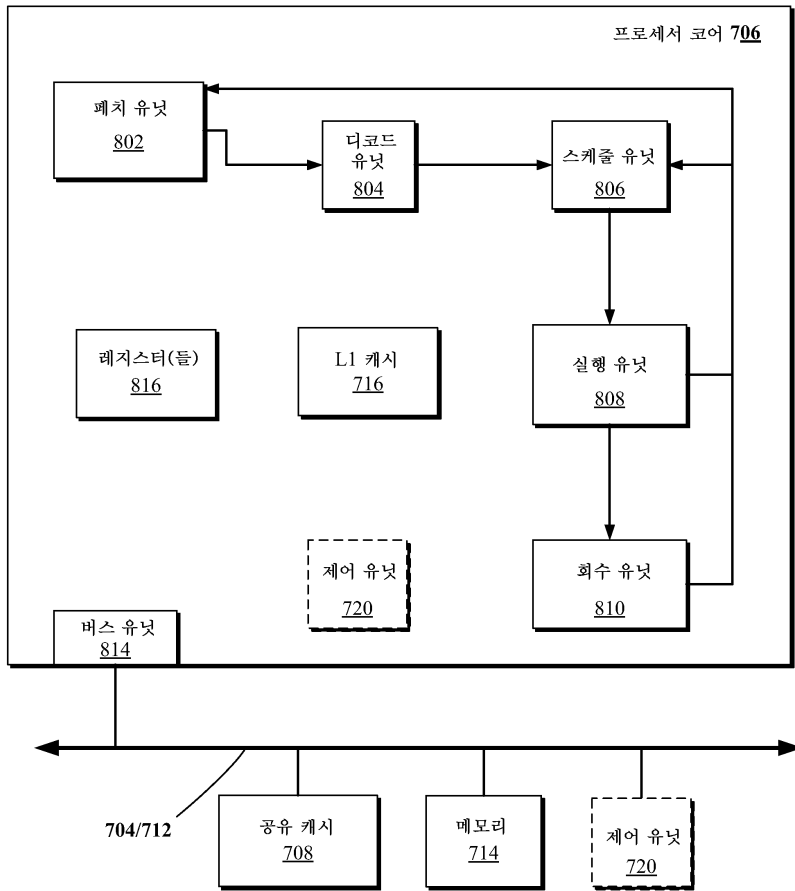 프로세서 코어 706
페치 유닛
802
디코드
유닛
804
스케줄 유닛
806
레지스터(들)
816
L1 캐시
716
실행 유닛
808
제어 유닛
720
회수 유닛
810
버스 유닛
814
704/712
공유 캐시
708
메모리
714
제어 유닛
720